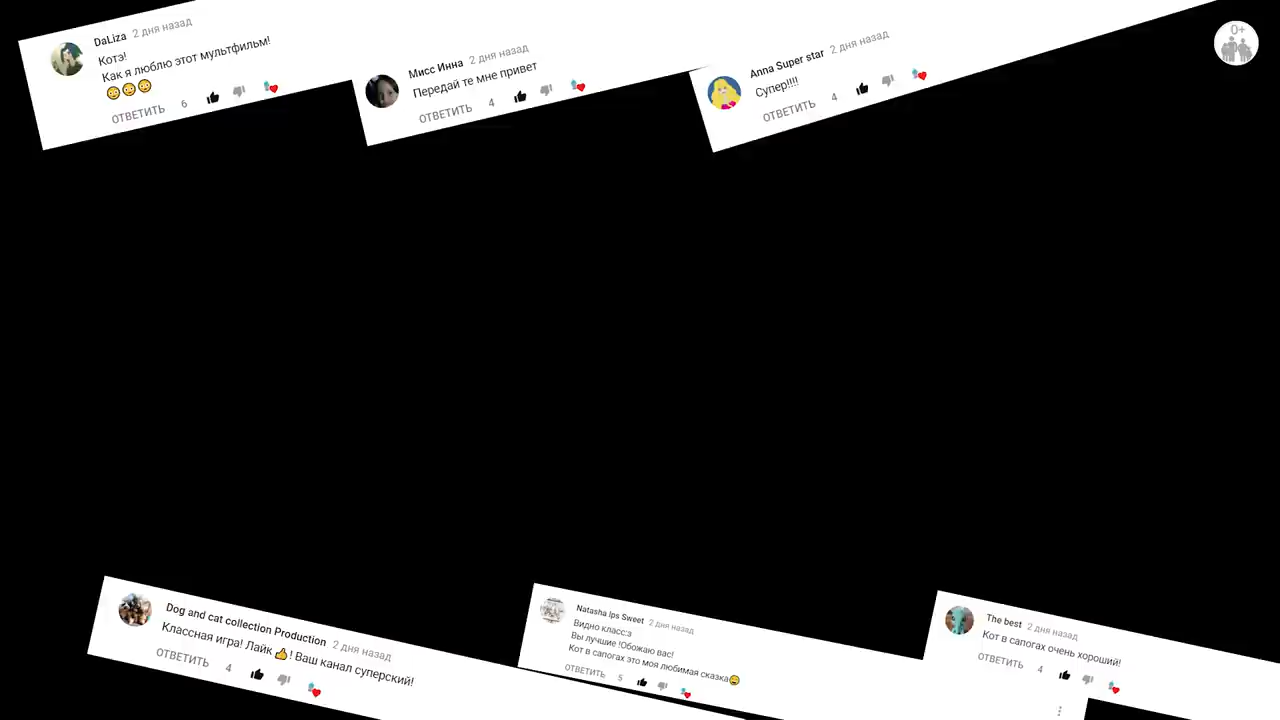 DaLiza 2 дня назад
Котэ!
Как я люблю этот мультфильм!
😳😳😳
ОТВЕТИТЬ 6
Мисс Инна 2 дня назад
Передай те мне привет
ОТВЕТИТЬ 4
Anna Super star 2 дня назад
Супер!!!!
ОТВЕТИТЬ 4
0+
Dog and cat collection Production 2 дня назад
Классная игра! Лайк 👍! Ваш канал суперский!
ОТВЕТИТЬ 4
Natasha lps Sweet 2 дня назад
Видно класс:з
Вы лучшие !Обожаю вас!
Кот в сапогах это моя любимая сказка😄
ОТВЕТИТЬ 5
The best 2 дня назад
Кот в сапогах очень хороший!
ОТВЕТИТЬ 4